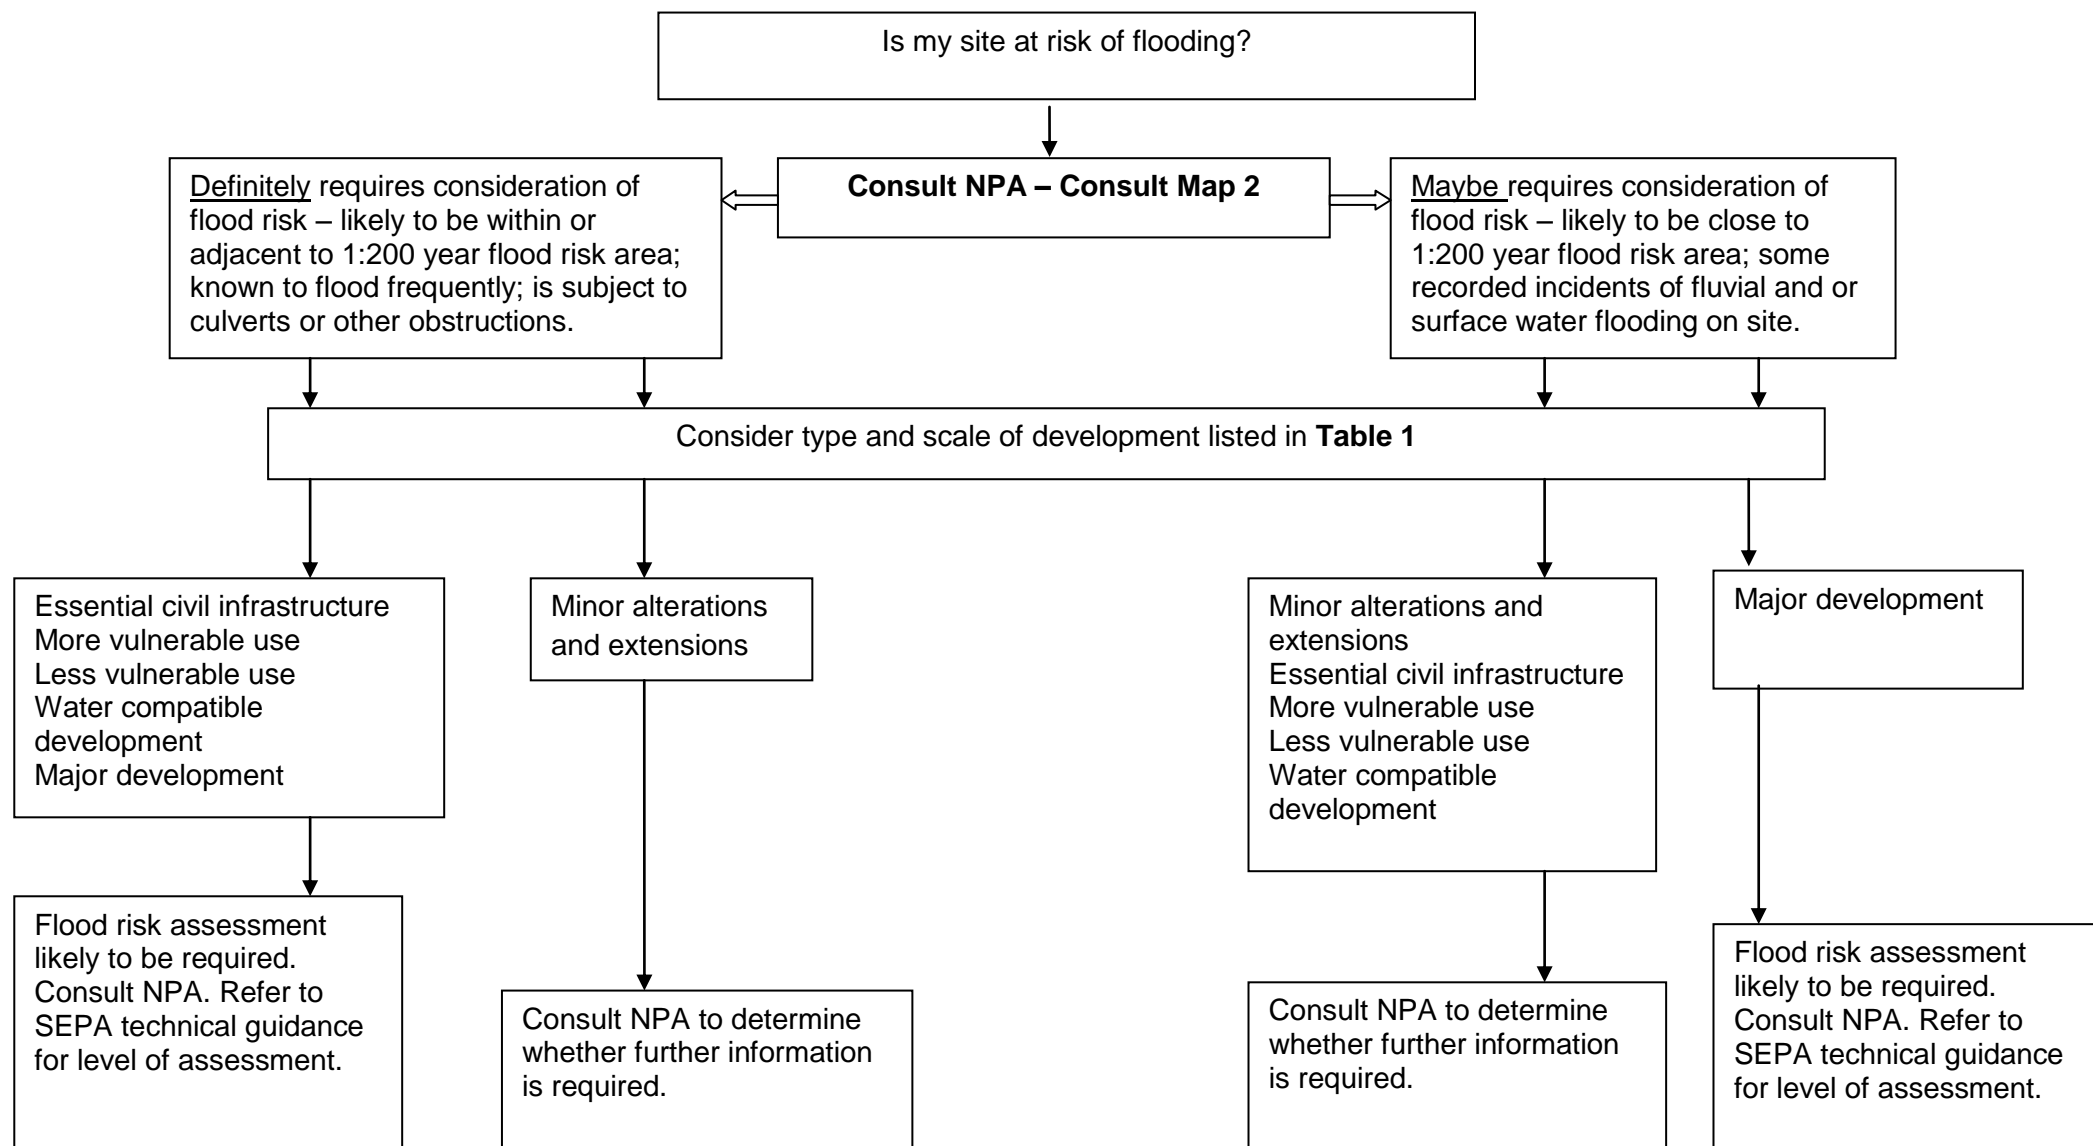 Is my site at risk of flooding?
Definitely requires consideration of
flood risk – likely to be within or
adjacent to 1:200 year flood risk area;
known to flood frequently; is subject to
culverts or other obstructions.
Consult NPA – Consult Map 2
Maybe requires consideration of
flood risk – likely to be close to
1:200 year flood risk area; some
recorded incidents of fluvial and or
surface water flooding on site.
Consider type and scale of development listed in Table 1
Essential civil infrastructure
More vulnerable use
Less vulnerable use
Water compatible
development
Major development
Minor alterations
and extensions
Minor alterations and
extensions
Essential civil infrastructure
More vulnerable use
Less vulnerable use
Water compatible
development
Major development
Flood risk assessment
likely to be required.
Consult NPA. Refer to
SEPA technical guidance
for level of assessment.
Consult NPA to determine
whether further information
is required.
Consult NPA to determine
whether further information
is required.
Flood risk assessment
likely to be required.
Consult NPA. Refer to
SEPA technical guidance
for level of assessment.